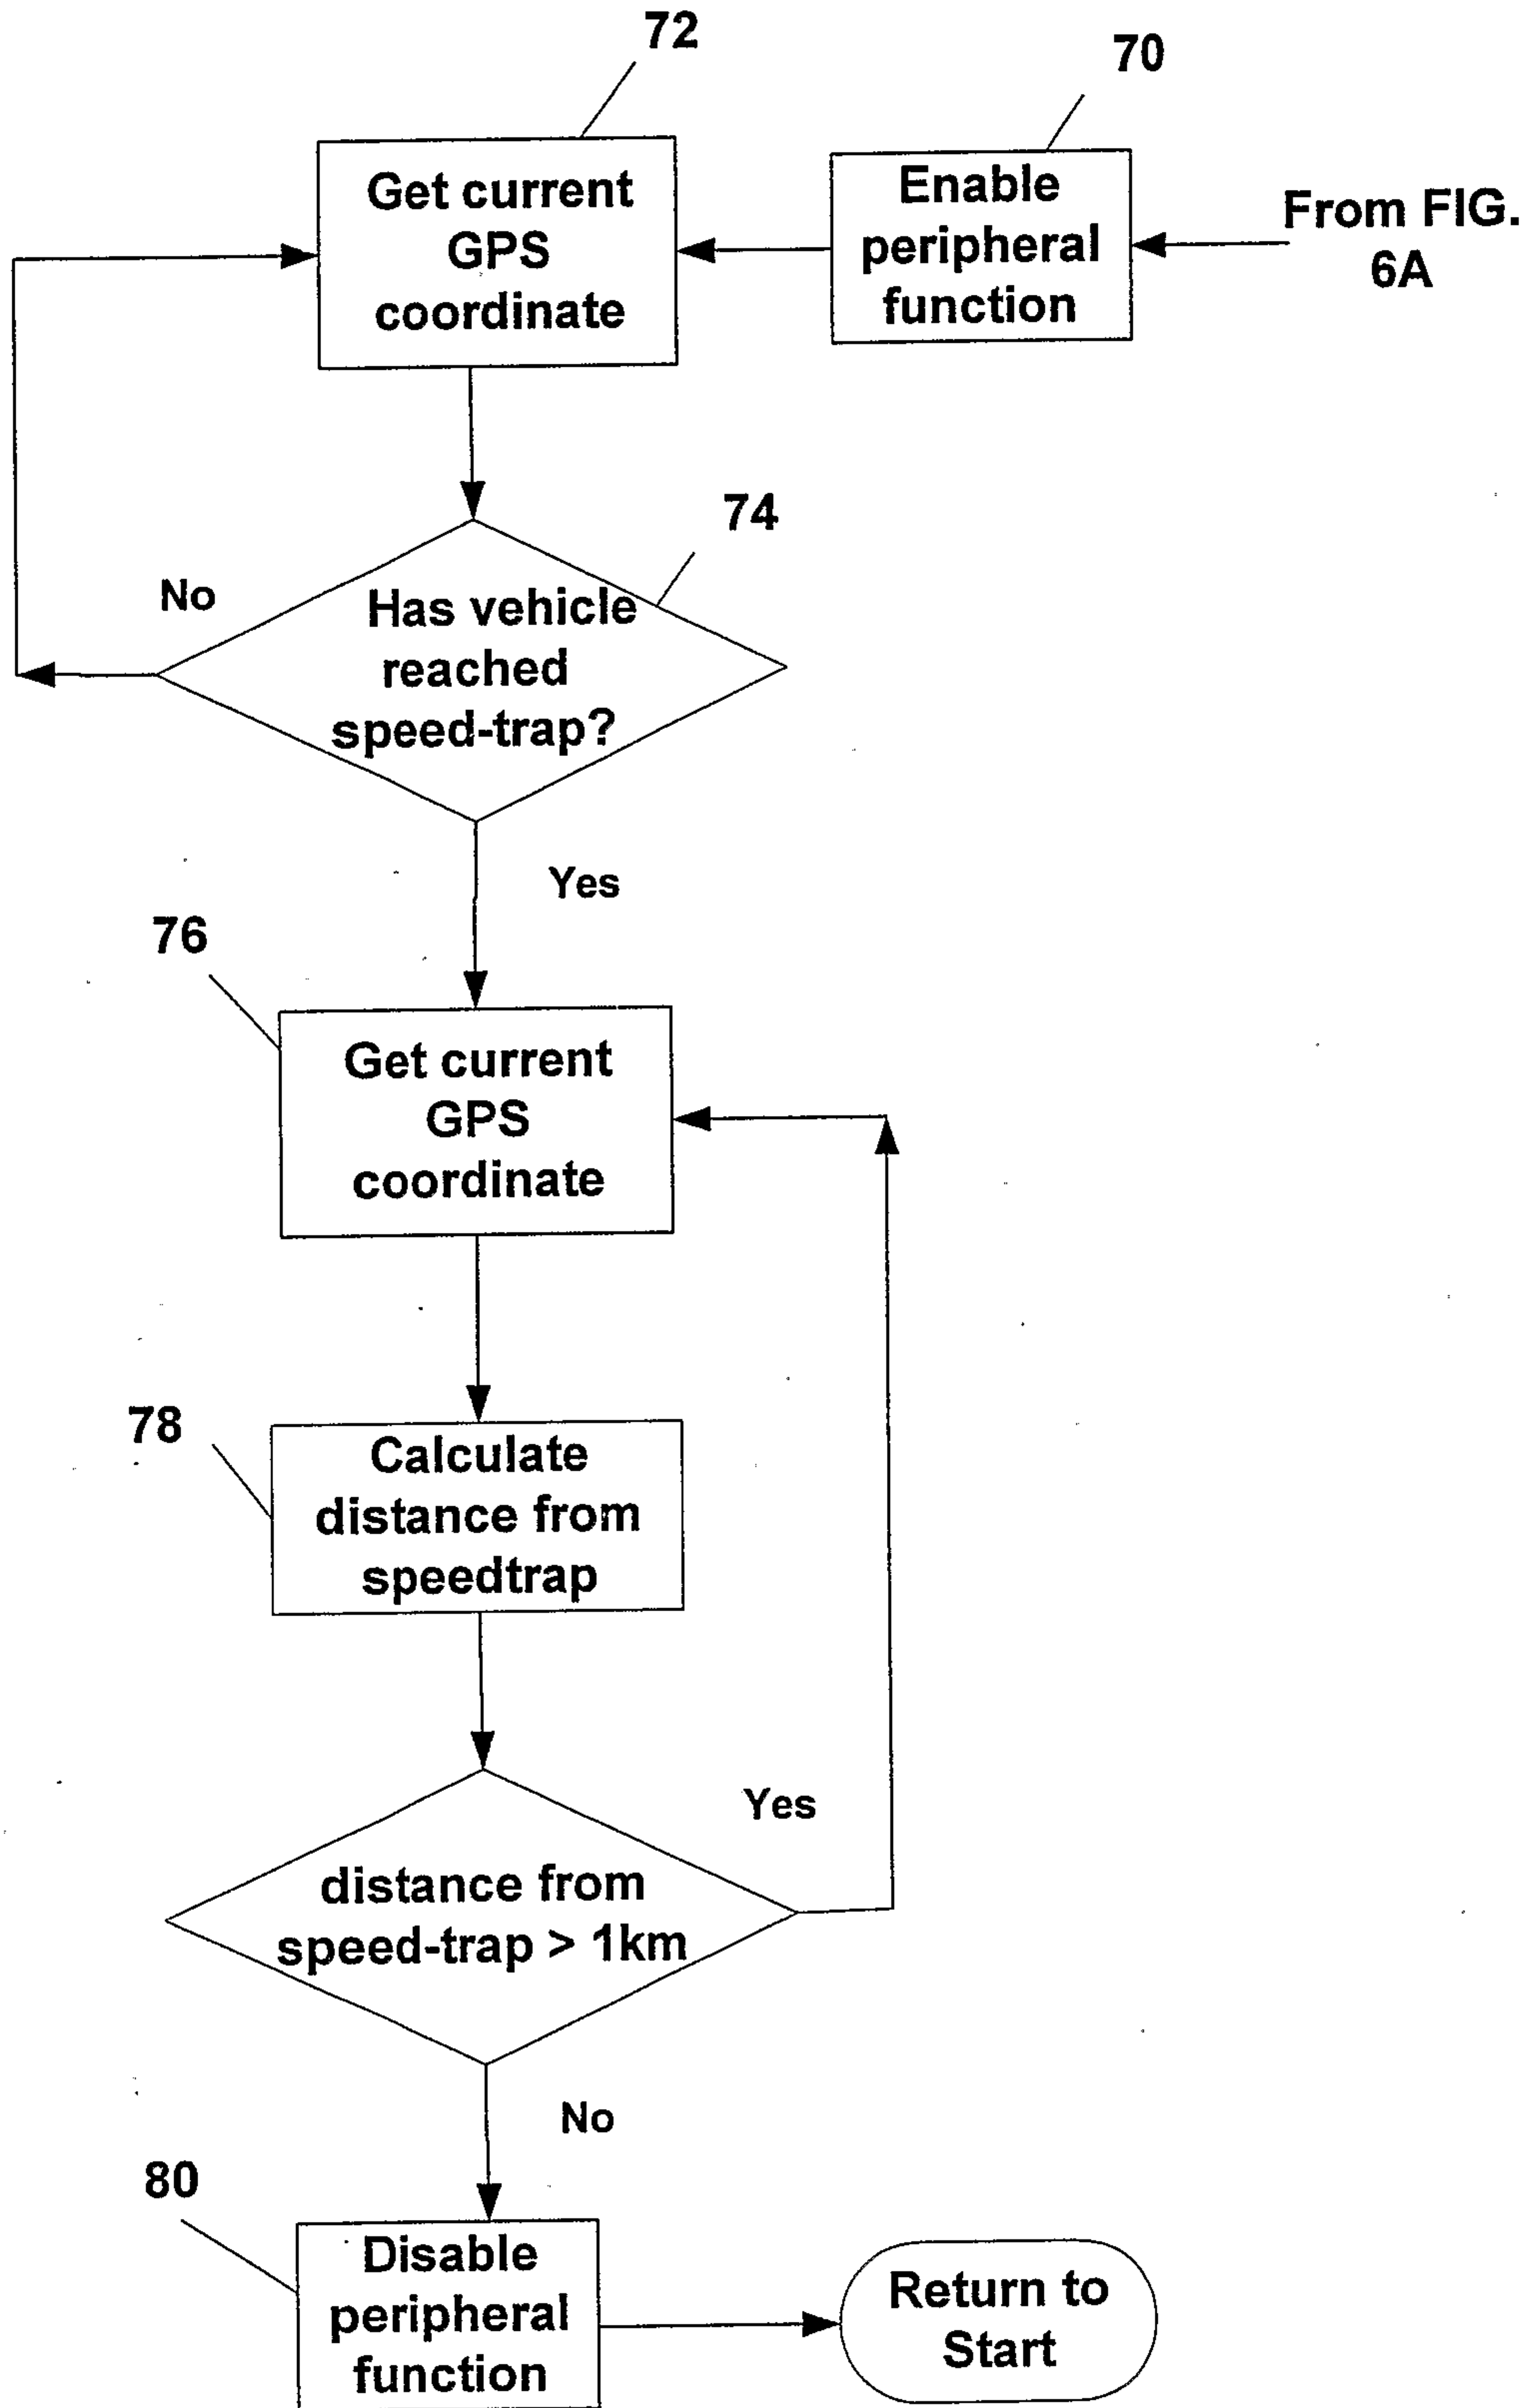 72
70
Get current
GPS
coordinate
Enable
peripheral
function
From FIG.
6A
74
No
Has vehicle
reached
speed-trap?
Yes
76
Get current
GPS
coordinate
78
Calculate
distance from
speedtrap
Yes
distance from
speed-trap > 1km
No
80
Disable
peripheral
function
Return to
Start